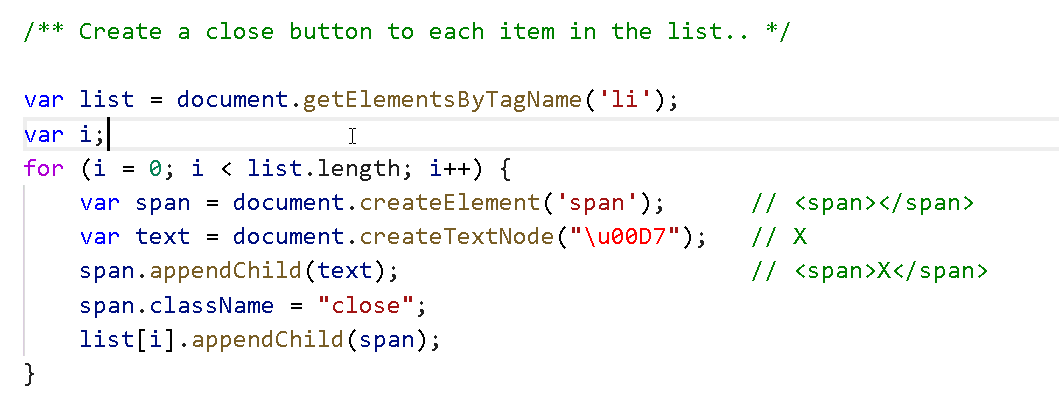 /** Create a close button to each item in the list.. */
var list = document.getElementsByTagName('li');
var i;
for (i = 0; i < list.length; i++) {
var span = document.createElement('span'); // <span></span>
var text = document.createTextNode("\u00D7"); // X
span.appendChild(text); // <span>X</span>
span.className = "close";
list[i].appendChild(span);
}